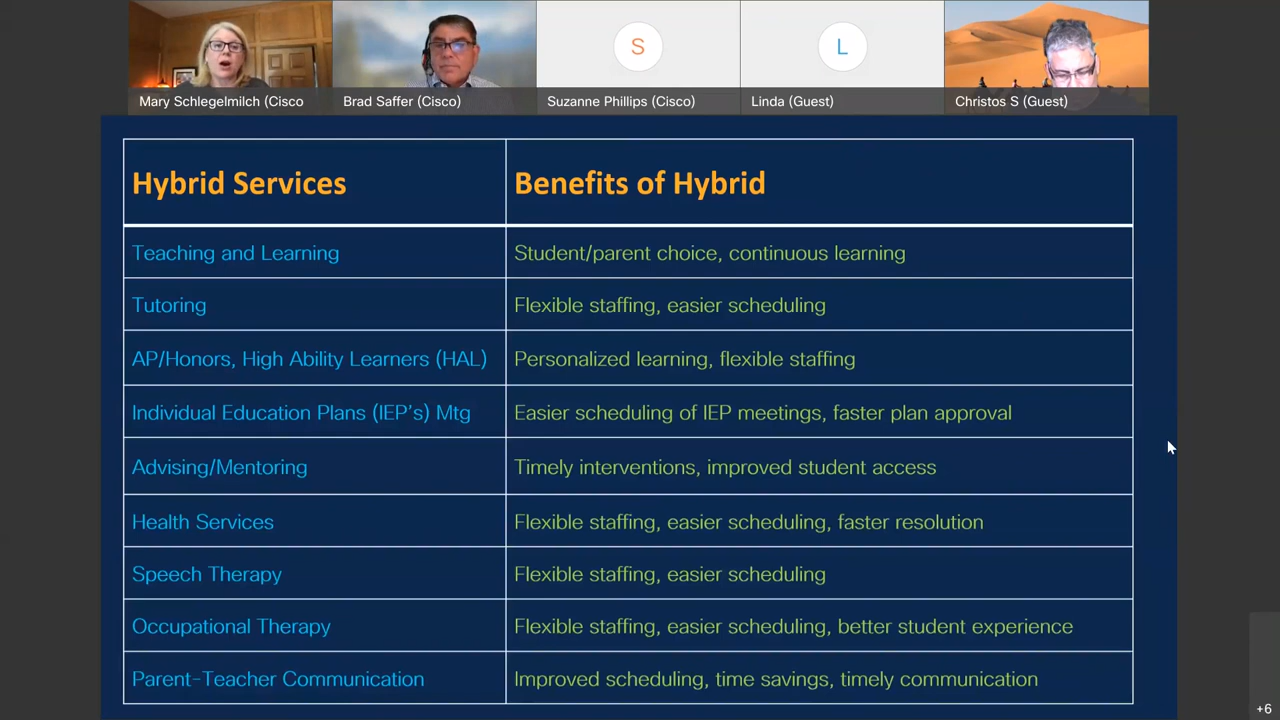 Mary Schlegelmilch (Cisco
Brad Saffer (Cisco)
S
Suzanne Phillips (Cisco)
L
Linda (Guest)
Christos S (Guest)
Hybrid Services
Benefits of Hybrid
Teaching and Learning
Student/parent choice, continuous learning
Tutoring
Flexible staffing, easier scheduling
AP/Honors, High Ability Learners (HAL)
Personalized learning, flexible staffing
Individual Education Plans (IEP's) Mtg
Easier scheduling of IEP meetings, faster plan approval
Advising/Mentoring
Timely interventions, improved student access
Health Services
Flexible staffing, easier scheduling, faster resolution
Speech Therapy
Flexible staffing, easier scheduling
Occupational Therapy
Flexible staffing, easier scheduling, better student experience
Parent-Teacher Communication
Improved scheduling, time savings, timely communication
+6